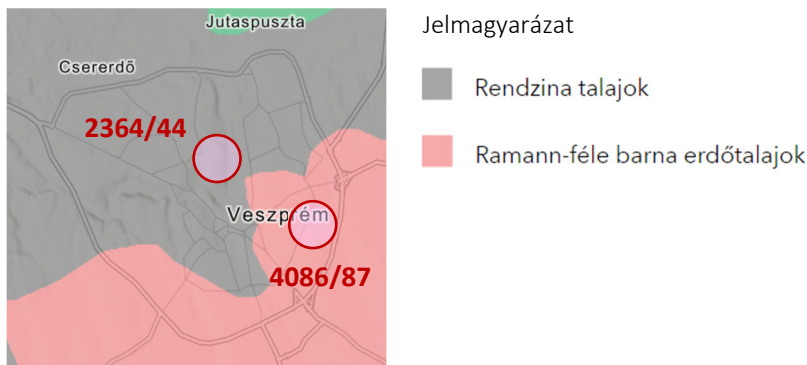 Jutaspuszta
Csererdő
2364/44
Veszprém
4086/87
Jelmagyarázat
Rendzina talajok
Ramann-féle barna erdőtalajok